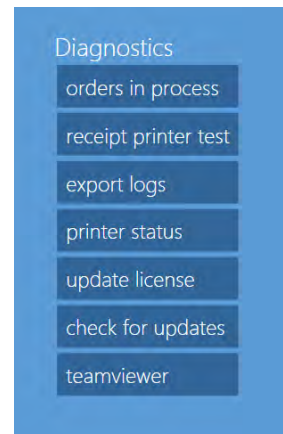 Diagnostics
orders in process
receipt printer test
export logs
printer status
update license
check for updates
teamviewer